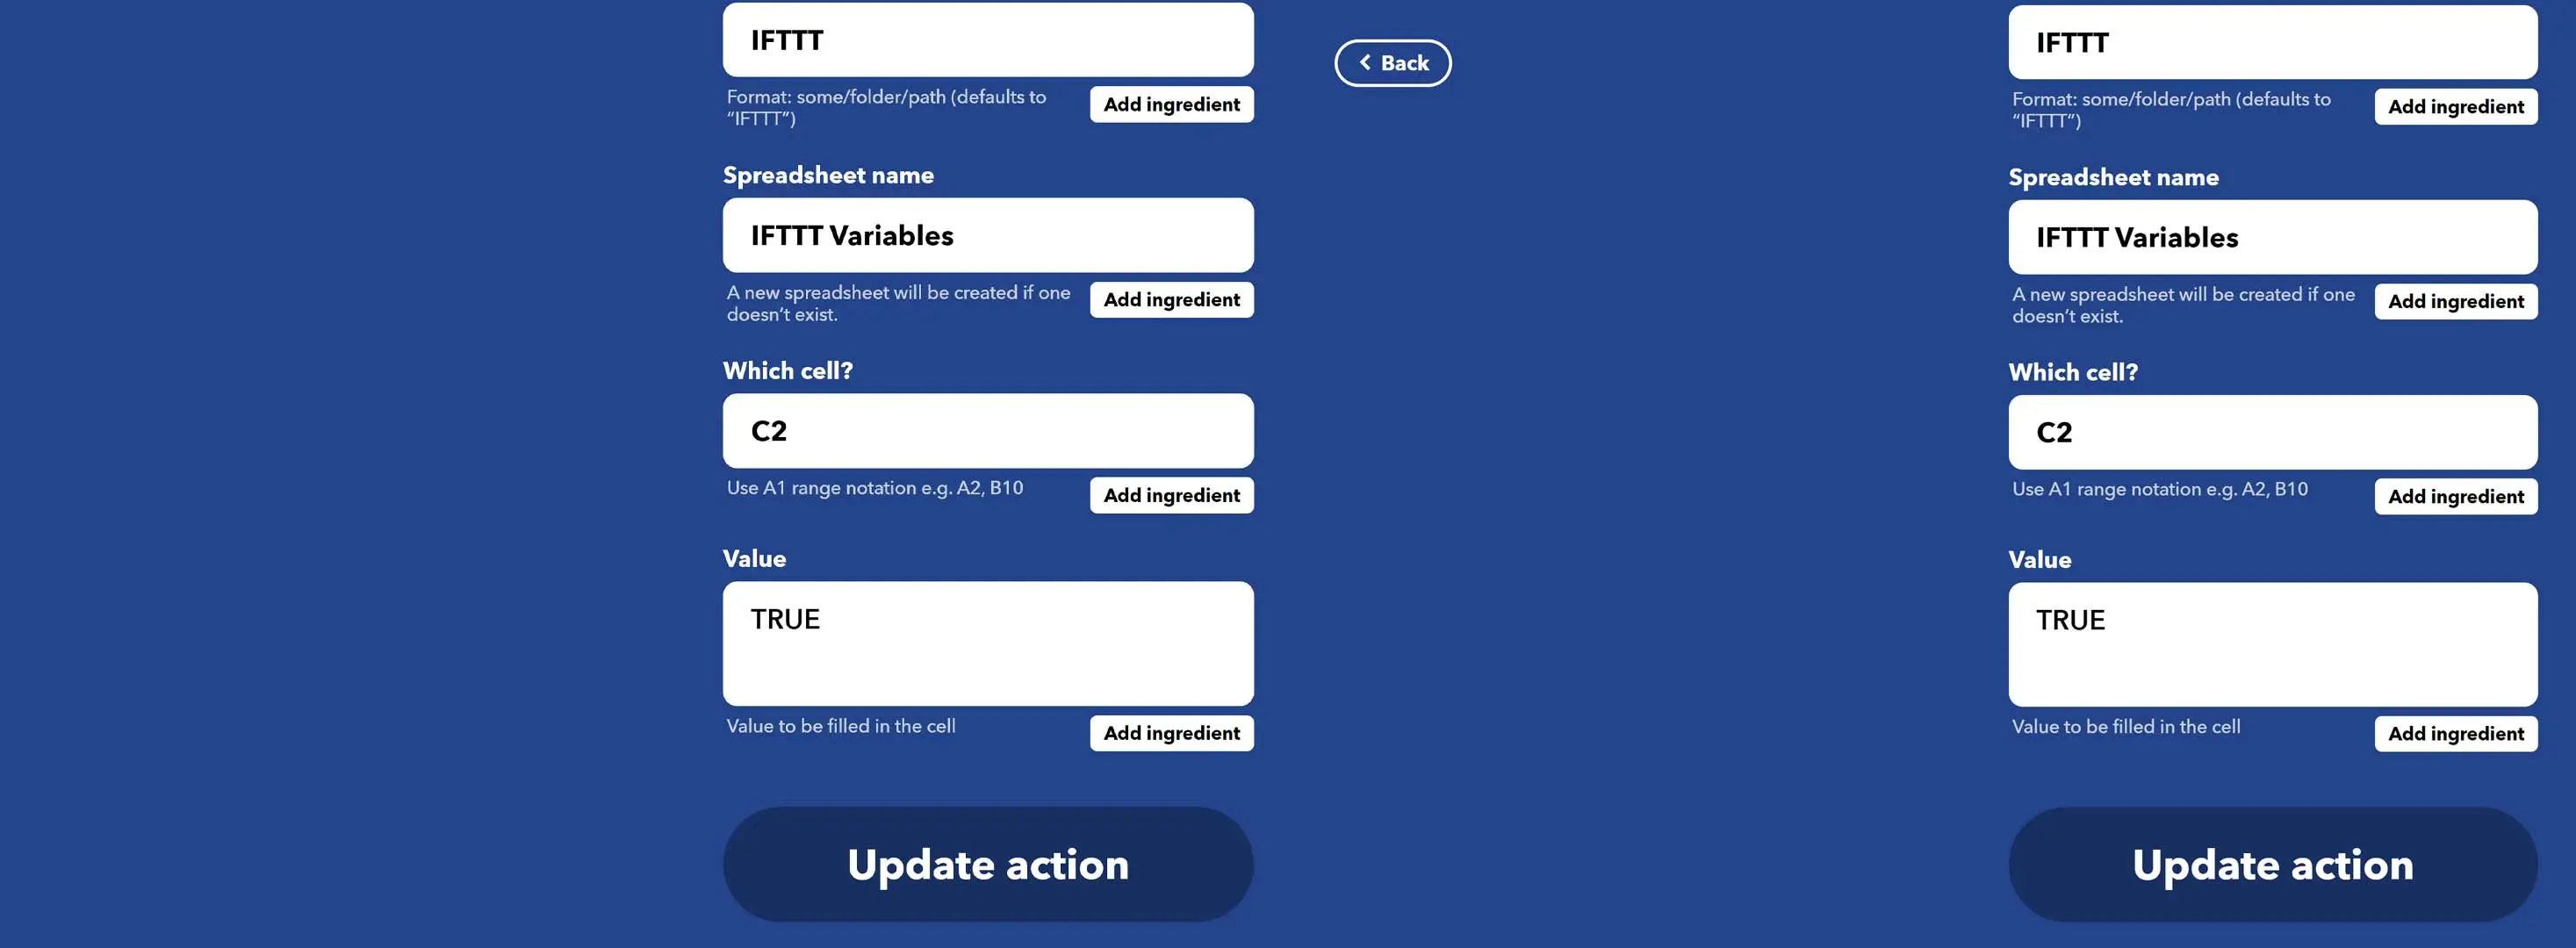 IFTTT
Format: some/folder/path (defaults to
“IFTTT”)
Add ingredient
Spreadsheet name
IFTTT Variables
A new spreadsheet will be created if one
doesn’t exist.
Add ingredient
Which cell?
C2
Use A1 range notation e.g. A2, B10
Add ingredient
Value
TRUE
Value to be filled in the cell
Add ingredient
Update action
Back
IFTTT
Format: some/folder/path (defaults to
“IFTTT”)
Add ingredient
Spreadsheet name
IFTTT Variables
A new spreadsheet will be created if one
doesn’t exist.
Add ingredient
Which cell?
C2
Use A1 range notation e.g. A2, B10
Add ingredient
Value
TRUE
Value to be filled in the cell
Add ingredient
Update action